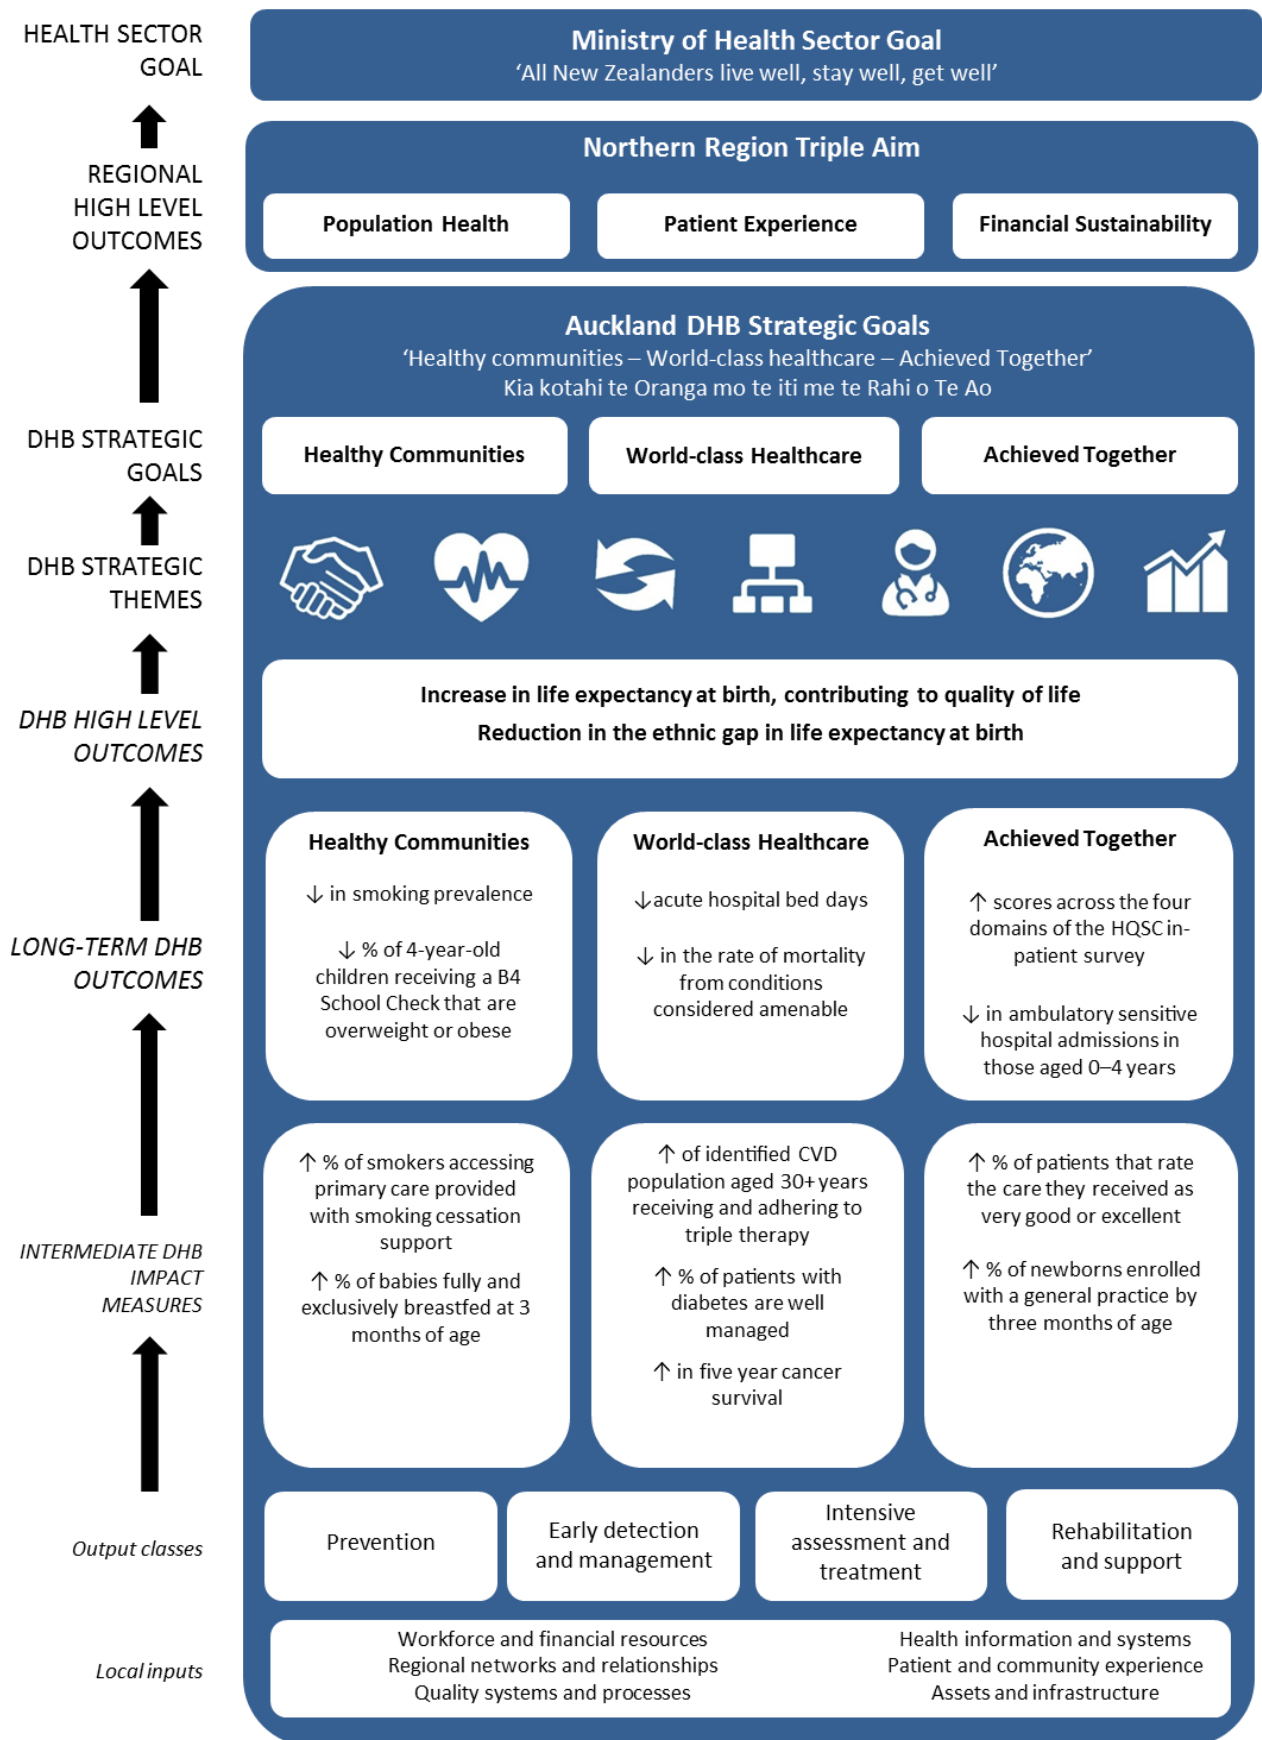 HEALTH SECTOR
GOAL
Ministry of Health Sector Goal
‘All New Zealanders live well, stay well, get well’
REGIONAL
HIGH LEVEL
OUTCOMES
Northern Region Triple Aim
Population Health
Patient Experience
Financial Sustainability
Auckland DHB Strategic Goals
‘Healthy communities – World-class healthcare – Achieved Together’
Kia kotahi te Oranga mo te iti me te Rahi o Te Ao
DHB STRATEGIC
GOALS
Healthy Communities
World-class Healthcare
Achieved Together
DHB STRATEGIC
THEMES
DHB HIGH LEVEL
OUTCOMES
Increase in life expectancy at birth, contributing to quality of life
Reduction in the ethnic gap in life expectancy at birth
LONG-TERM DHB
OUTCOMES
Healthy Communities
↓ in smoking prevalence
↓ % of 4-year-old
children receiving a B4
School Check that are
overweight or obese
World-class Healthcare
↓acute hospital bed days
↓ in the rate of mortality
from conditions
considered amenable
Achieved Together
↑ scores across the four
domains of the HQSC in-
patient survey
↓ in ambulatory sensitive
hospital admissions in
those aged 0–4 years
INTERMEDIATE DHB
IMPACT
MEASURES
↑ % of smokers accessing
primary care provided
with smoking cessation
support
↑ % of babies fully and
exclusively breastfed at 3
months of age
↑ of identified CVD
population aged 30+ years
receiving and adhering to
triple therapy
↑ % of patients with
diabetes are well
managed
↑ in five year cancer
survival
↑ % of patients that rate
the care they received as
very good or excellent
↑ % of newborns enrolled
with a general practice by
three months of age
Output classes
Prevention
Early detection
and management
Intensive
assessment and
treatment
Rehabilitation
and support
Local inputs
Workforce and financial resources
Regional networks and relationships
Quality systems and processes
Health information and systems
Patient and community experience
Assets and infrastructure